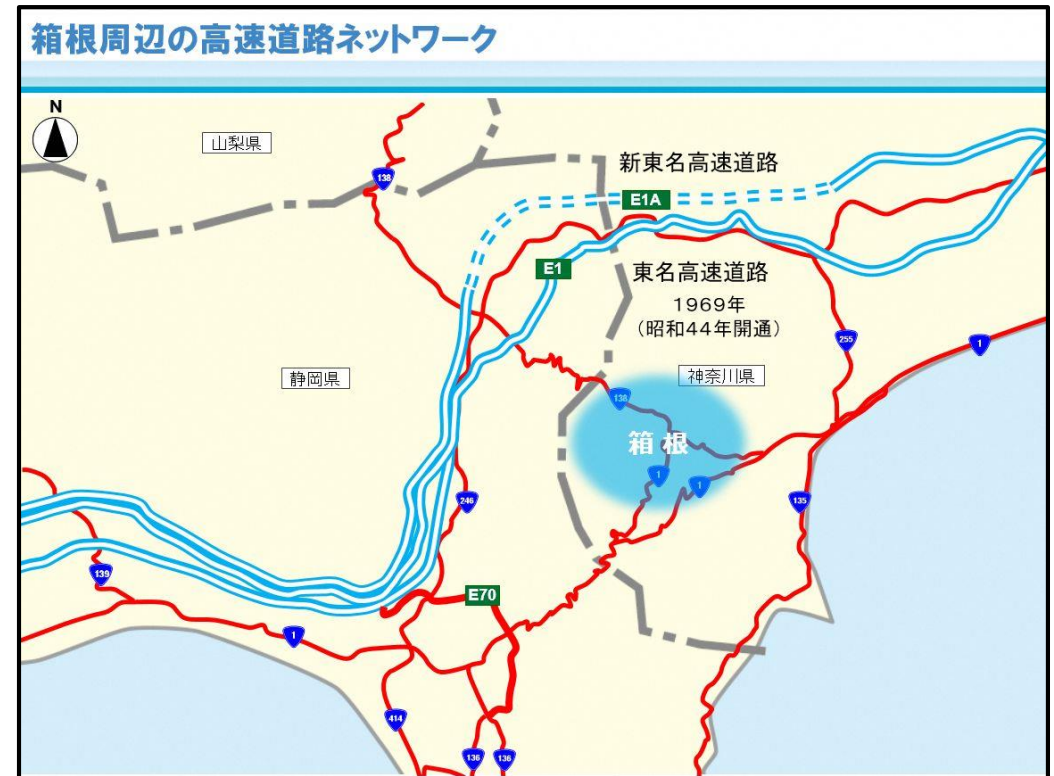 箱根周辺の高速道路ネットワーク
N
山梨県
138
新東名高速道路
E1A
E1
東名高速道路
1969年
（昭和44年開通）
255
1
静岡県
神奈川県
138
箱根
1
1
246
135
139
E70
1
414
136
136